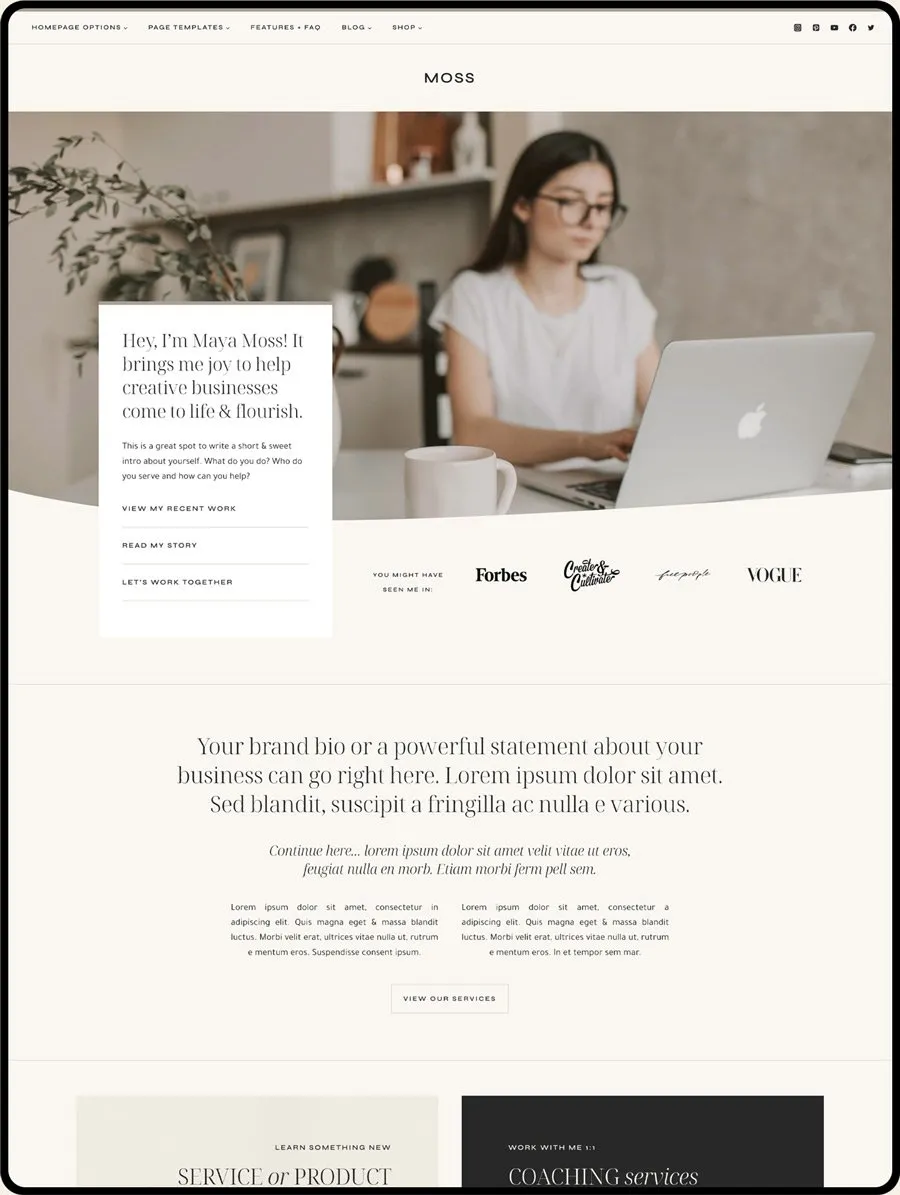 HOMEPAGE OPTIONS PAGE TEMPLATES FEATURES + FAQ BLOG SHOP
MOSS
Hey, I'm Maya Moss! It
brings me joy to help
creative businesses
come to life & flourish.
This is a great spot to write a short & sweet
intro about yourself. What do you do? Who do
you serve and how can you help?
VIEW MY RECENT WORK
READ MY STORY
LET'S WORK TOGETHER
YOU MIGHT HAVE
SEEN ME IN:
Forbes
Create &
Cultivate
free people
VOGUE
Your brand bio or a powerful statement about your
business can go right here. Lorem ipsum dolor sit amet.
Sed blandit, suscipit a fringilla ac nulla e various.
Continue here... lorem ipsum dolor sit amet velit vitae ut eros,
feugiat nulla en morb. Etiam morbi ferm pell sem.
Lorem ipsum dolor sit amet, consectetur in
adipiscing elit. Quis magna eget & massa blandit
luctus. Morbi velit erat, ultrices vitae nulla ut, rutrum
e mentum eros. Suspendisse consent ipsum.
Lorem ipsum dolor sit amet, consectetur a
adipiscing elit. Quis magna eget & massa blandit
luctus. Morbi velit erat, ultrices vitae nulla ut, rutrum
e mentum eros. In et tempor sem mar.
VIEW OUR SERVICES
LEARN SOMETHING NEW
SERVICE or PRODUCT
WORK WITH ME 1:1
COACHING services